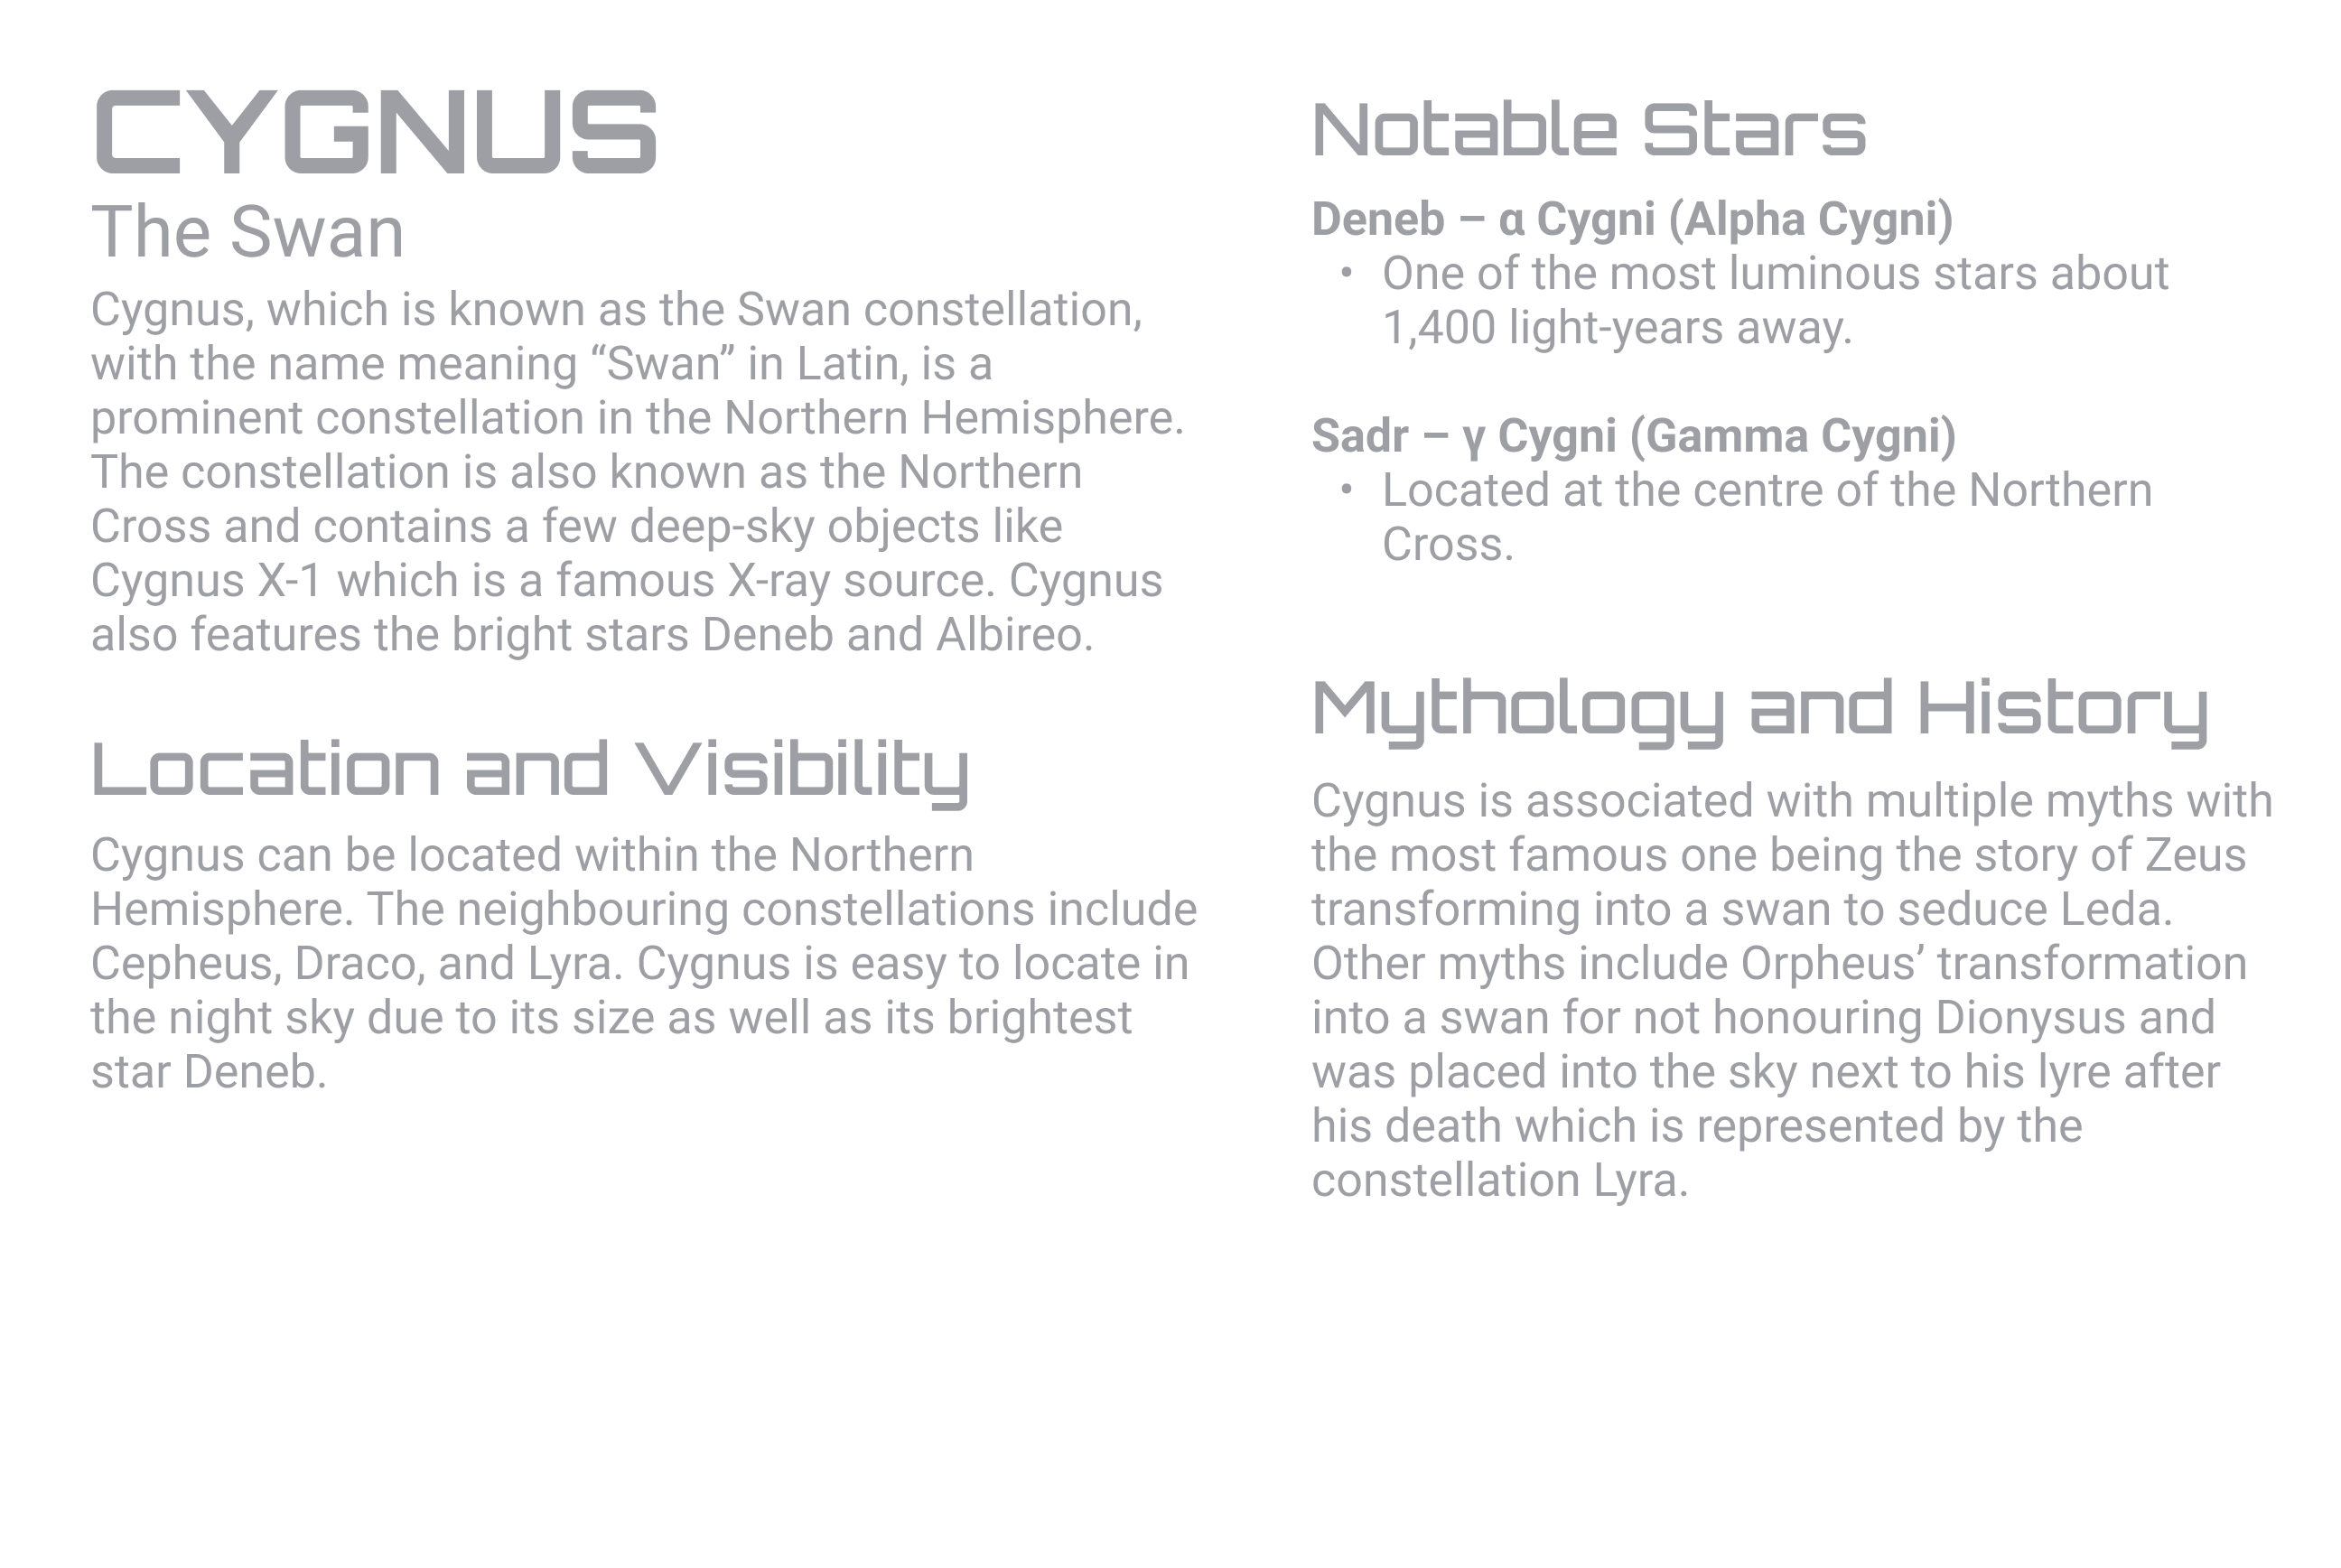 CYGNUS
The Swan
Cygnus, which is known as the Swan constellation,
with the name meaning “Swan” in Latin, is a
prominent constellation in the Northern Hemisphere.
The constellation is also known as the Northern
Cross and contains a few deep-sky objects like
Cygnus X-1 which is a famous X-ray source. Cygnus
also features the bright stars Deneb and Albireo.
Location and Visibility
Cygnus can be located within the Northern
Hemisphere. The neighbouring constellations include
Cepheus, Draco, and Lyra. Cygnus is easy to locate in
the night sky due to its size as well as its brightest
star Deneb.
Notable Stars
Deneb – α Cygni (Alpha Cygni)
• One of the most luminous stars about
1,400 light-years away.
Sadr – γ Cygni (Gamma Cygni)
• Located at the centre of the Northern
Cross.
Mythology and History
Cygnus is associated with multiple myths with
the most famous one being the story of Zeus
transforming into a swan to seduce Leda.
Other myths include Orpheus’ transformation
into a swan for not honouring Dionysus and
was placed into the sky next to his lyre after
his death which is represented by the
constellation Lyra.